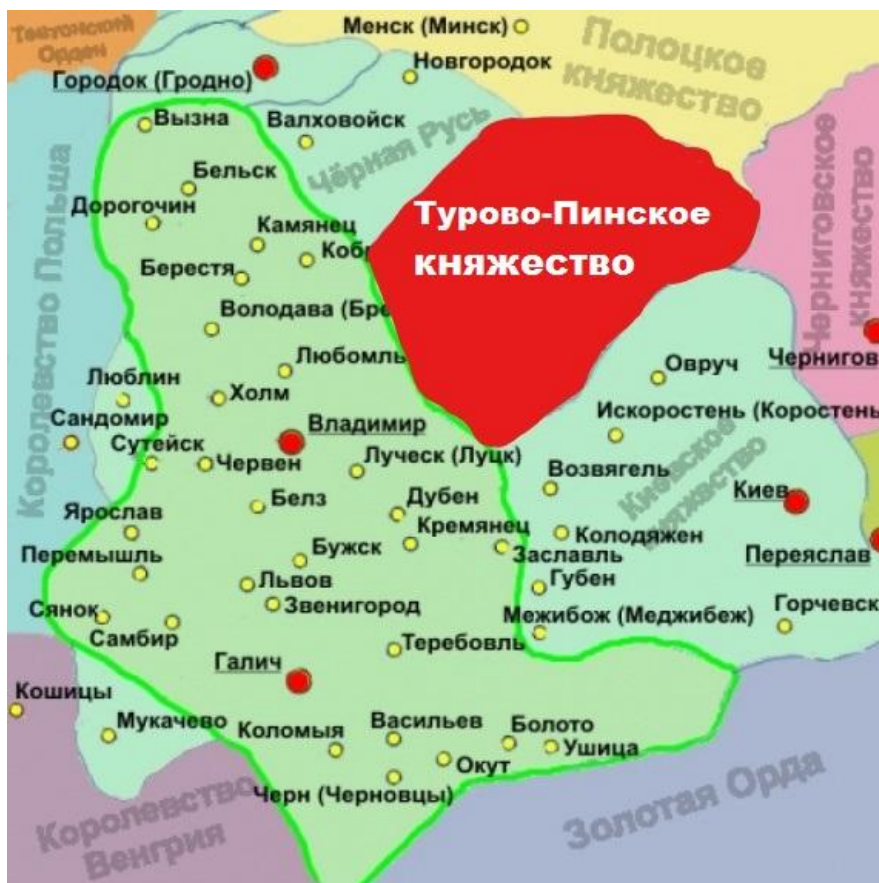 Менск (Минск)
Тевтонский
Орден
Полоцкое
княжество
Городок (Гродно)
Новгородок
Вызна
Валховойск
Чёрная Русь
Черниговское
княжество
Бельск
Дорогочин
Турово-Пинское
княжество
Камянец
Коб
Берестя
Королевство Польша
Володава (Бре
Любомль
Овруч
Чернигов
Люблин
Холм
Искоростень (Коростень
Сандомир
Владимир
Сутейск
Червен
Луческ (Луцк)
Киевское
княжество
Возвягель
Киев
Белз
Дубен
Ярослав
Кремянец
Колодяжен
Переяслав
Перемышль
Бужск
Заславль
Львов
Губен
Сянок
Звенигород
Межибож (Меджибеж)
Горчевск
Самбир
Теребовль
Галич
Кошицы
Мукачево
Коломыя
Васильев
Болото
Ушица
Окут
Черн (Черновцы)
Золотая Орда
Королевство
Венгрия